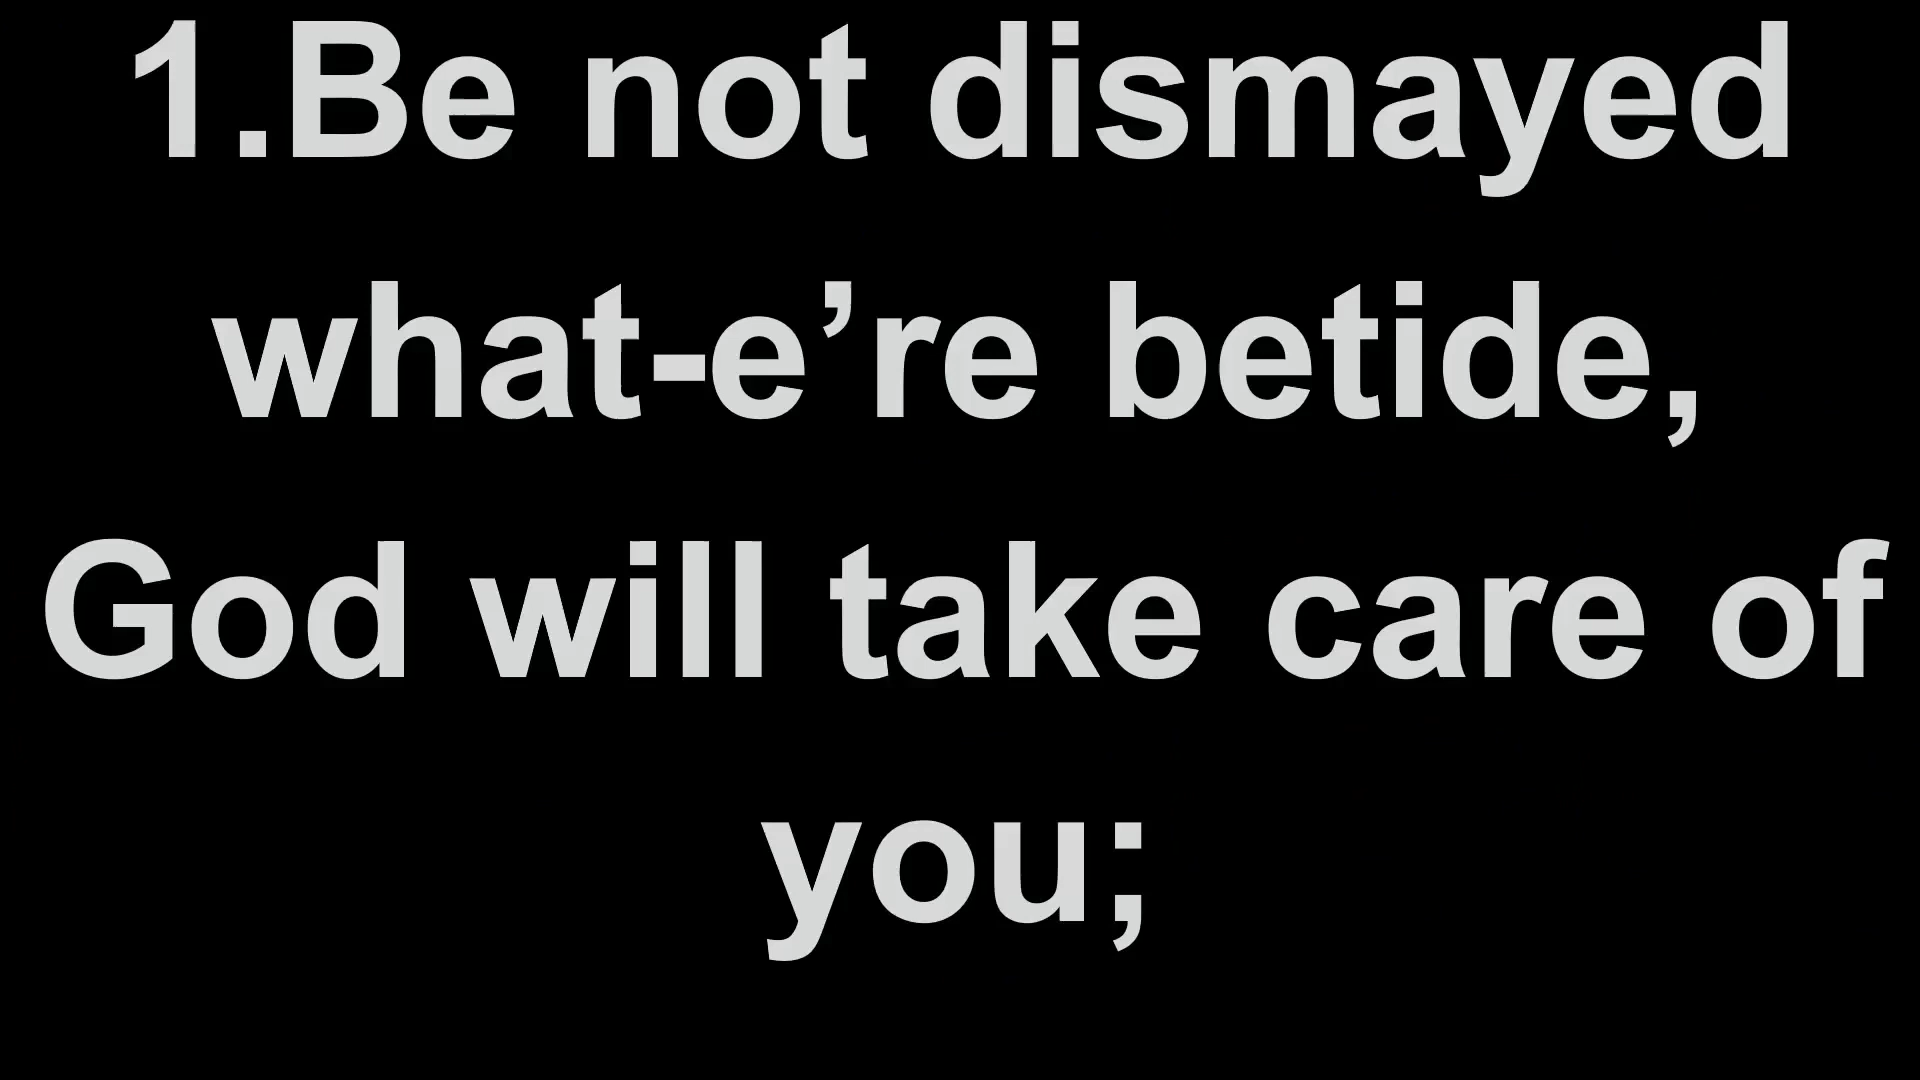 1.Be not dismayed
what-e’re betide,
God will take care of
you;